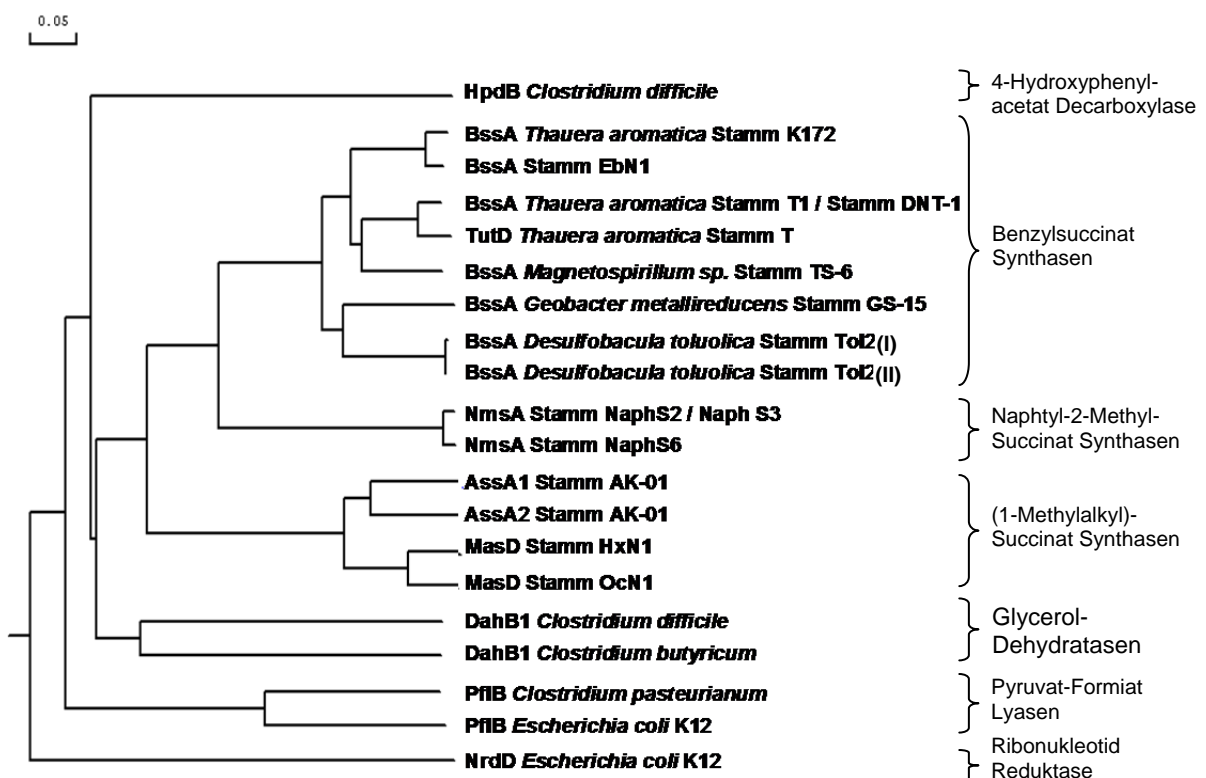 0.05
HpdB Clostridium difficile
4-Hydroxyphenyl-
acetat Decarboxylase
BssA Thauera aromatica Stamm K172
BssA Stamm EbN1
BssA Thauera aromatica Stamm T1 / Stamm DNT-1
TutD Thauera aromatica Stamm T
BssA Magnetospirillum sp. Stamm TS-6
BssA Geobacter metallireducens Stamm GS-15
BssA Desulfobacula toluolica Stamm Tol2(I)
BssA Desulfobacula toluolica Stamm Tol2(II)
Benzylsuccinat
Synthasen
NmsA Stamm NaphS2 / Naph S3
NmsA Stamm NaphS6
Naphtyl-2-Methyl-
Succinat Synthasen
AssA1 Stamm AK-01
AssA2 Stamm AK-01
MasD Stamm HxN1
MasD Stamm OcN1
(1-Methylalkyl)-
Succinat Synthasen
DahB1 Clostridium difficile
DahB1 Clostridium butyricum
Glycerol-
Dehydratasen
PflB Clostridium pasteurianum
PflB Escherichia coli K12
Pyruvat-Formiat
Lyasen
NrdD Escherichia coli K12
Ribonukleotid
Reduktase